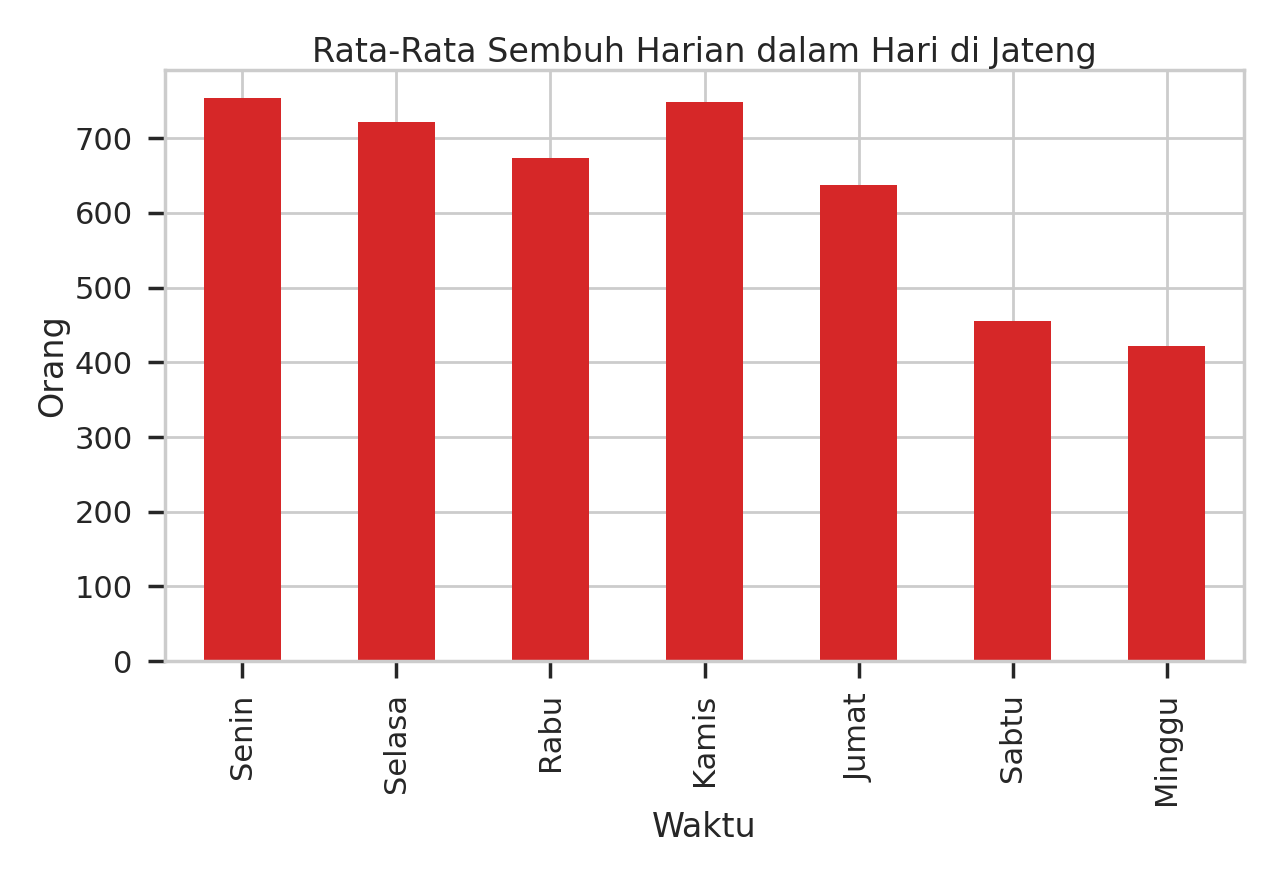 Rata-Rata Sembuh Harian dalam Hari di Jateng
Orang
700
600
500
400
300
200
100
0
Senin
Selasa
Rabu
Kamis
Jumat
Sabtu
Minggu
Waktu